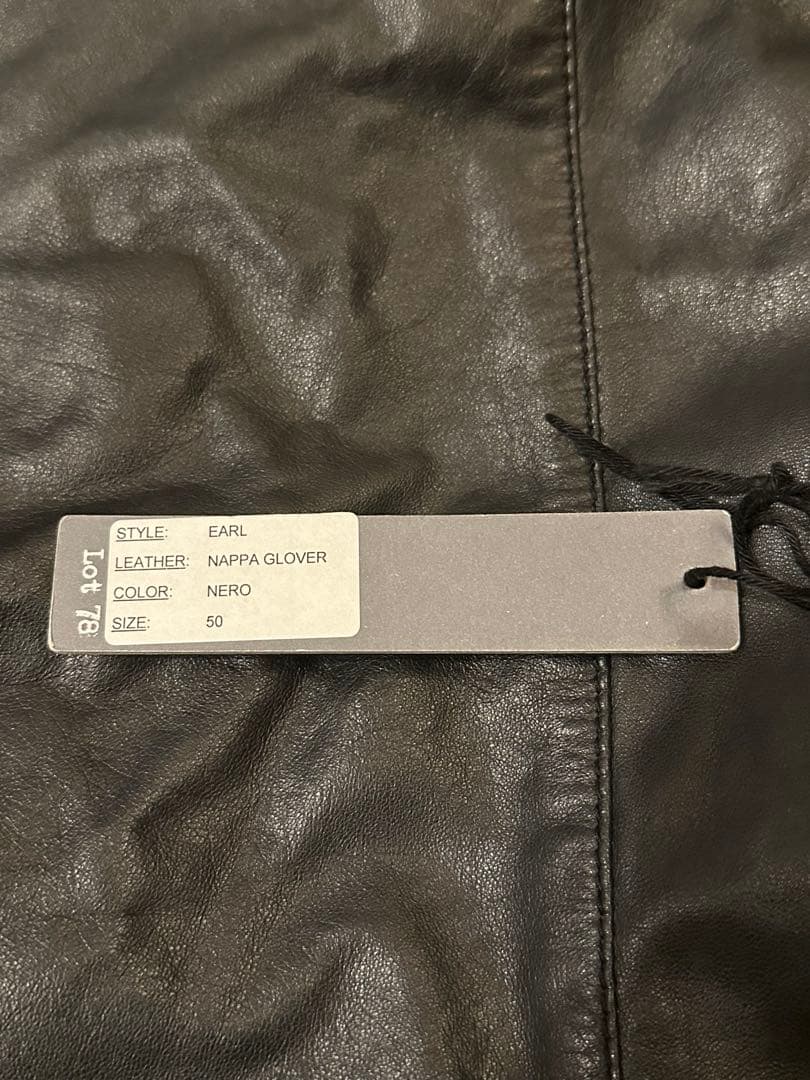 Lot 78
STYLE: EARL
LEATHER: NAPPA GLOVER
COLOR: NERO
SIZE: 50